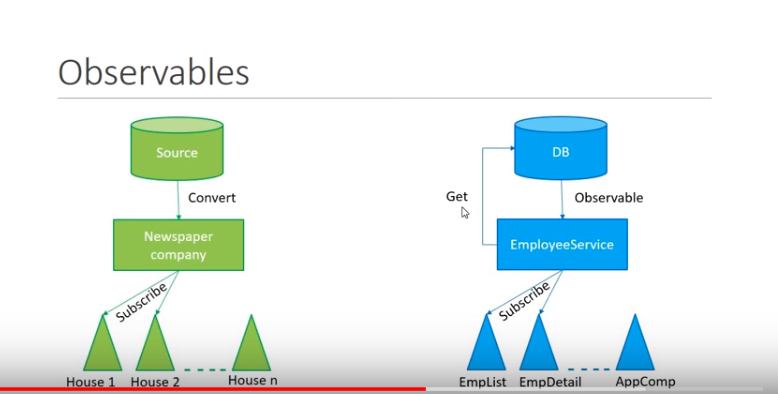 Observables
Source
Convert
Newspaper
company
Subscribe
House 1
House 2
House n
DB
Get
Observable
EmployeeService
Subscribe
EmpList
EmpDetail
AppComp